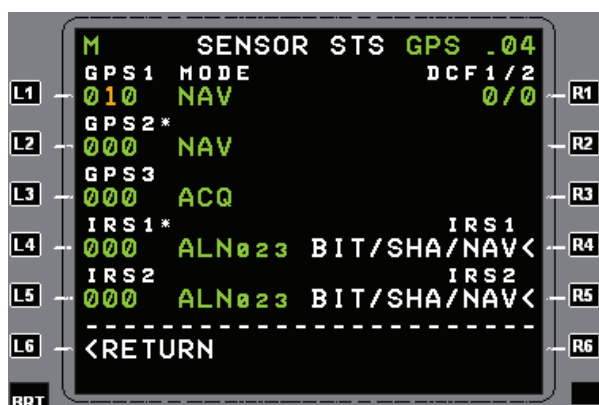 M SENSOR STS GPS .04
GPS1 MODE DCF1/2
L1 010 NAV 0/0 R1
GPS2*
L2 000 NAV R2
GPS3
L3 000 ACQ R3
IRS1* IRS1
L4 000 ALN023 BIT/SHA/NAV< R4
IRS2 IRS2
L5 000 ALN023 BIT/SHA/NAV< R5
L6 <RETURN R6
BRT